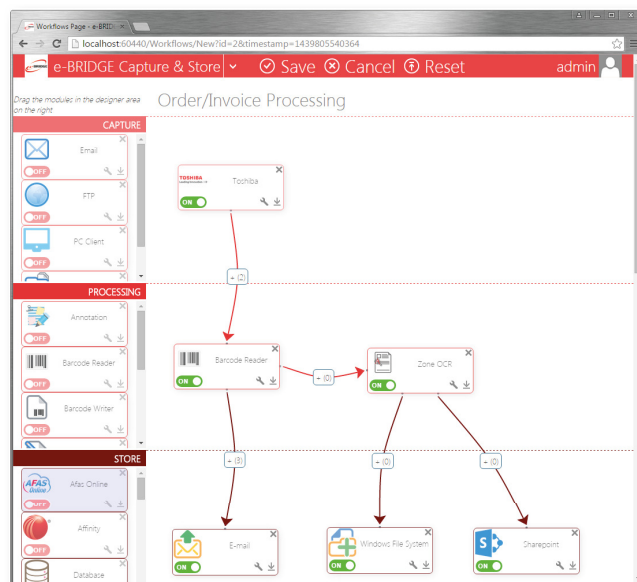 Workflows Page - e-BRID
localhost:60440/Workflows/New?id=2&timestamp=1439805540364
e-BRIDGE Capture & Store Save Cancel Reset admin
Drag the modules in the designer area
on the right
Order/Invoice Processing
CAPTURE
Email
OFF
FTP
OFF
PC Client
OFF
TOSHIBA
Toshiba
ON
+ (2)
PROCESSING
Annotation
OFF
Barcode Reader
OFF
Barcode Writer
OFF
Barcode Reader
ON
+ (0)
Zone OCR
ON
STORE
+ (3)
+ (0)
+ (0)
AFAS
Online
Afas Online
OFF
Affinity
OFF
Database
E-mail
ON
Windows File System
ON
S
Sharepoint
ON